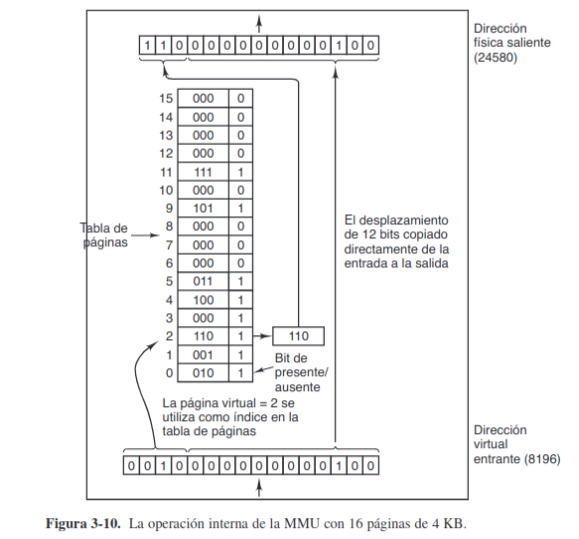 Dirección
física saliente
(24580)
1 1 0 0 0 0 0 0 0 0 0 0 1 0 0
15 000 0
14 000 0
13 000 0
12 000 0
11 111 1
10 000 0
9 101 1
8 000 0
7 000 0
6 000 0
5 011 1
4 100 1
3 000 1
2 110 1 110
1 001 1
0 010 1
Tabla de
páginas
El desplazamiento
de 12 bits copiado
directamente de la
entrada a la salida
Bit de
presente/
ausente
La página virtual = 2 se
utiliza como índice en la
tabla de páginas
Dirección
virtual
entrante (8196)
0 0 1 0 0 0 0 0 0 0 0 0 0 1 0 0
Figura 3-10. La operación interna de la MMU con 16 páginas de 4 KB.